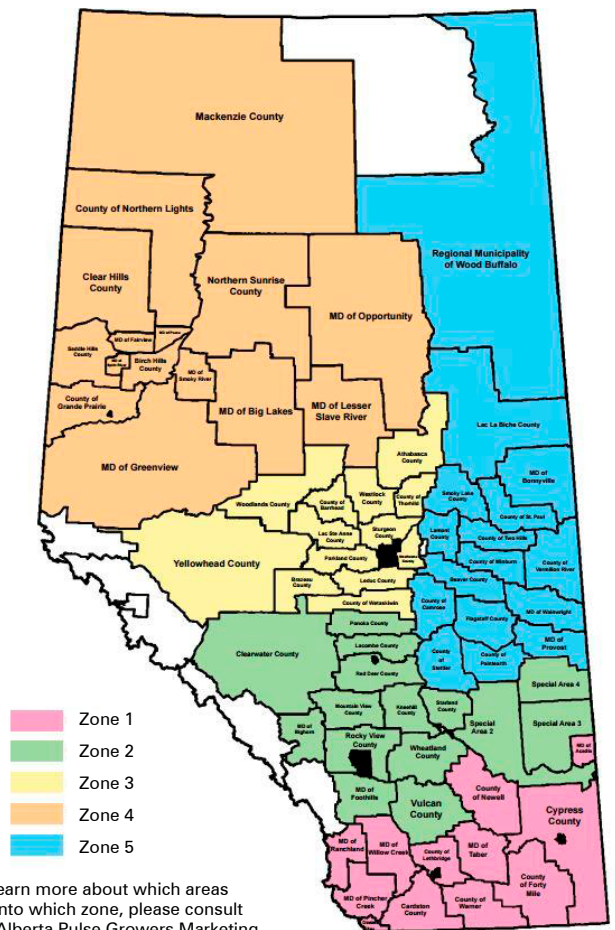 Mackenzie County
County of Northern Lights
Regional Municipality
of Wood Buffalo
Clear Hills
County
Northern Sunrise
County
MD of Opportunity
MD of Fairview
Saddle Hills
County
Birch Hills
County
MD of
Smoky River
County of
Grande Prairie
MD of Big Lakes
MD of Lesser
Slave River
Lac La Biche County
MD of Greenview
Athabasca
County
MD of
Bonnyville
Woodlands County
County of
Barrhead
Westlock
County
County of
Thorhild
Smoky Lake
County
County of St. Paul
Lac Ste Anne
County
Sturgeon
County
Lamont
County
County of Two Hills
Yellowhead County
Parkland County
County of Minburn
County of
Vermilion River
Brazeau
County
Leduc County
Beaver County
County of Wetaskiwin
County of
Camrose
Flagstaff County
MD of Wainwright
Ponoka County
Clearwater County
Lacombe County
County
of
Stettler
County of
Paintearth
MD of
Provost
Red Deer County
Special Area 4
Mountain View
County
Kneehill
County
Starland
County
Special
Area 2
Special Area 3
MD of
Bighorn
Rocky View
County
Wheatland
County
MD of
Acadia
MD of
Foothills
Vulcan
County
County
of Newell
Cypress
County
MD of
Ranchland
MD of
Willow Creek
County of
Lethbridge
MD of
Taber
County
of Forty
Mile
MD of Pincher
Creek
Cardston
County
County of
Warner
Zone 1
Zone 2
Zone 3
Zone 4
Zone 5
earn more about which areas
nto which zone, please consult
Alberta Pulse Growers Marketing